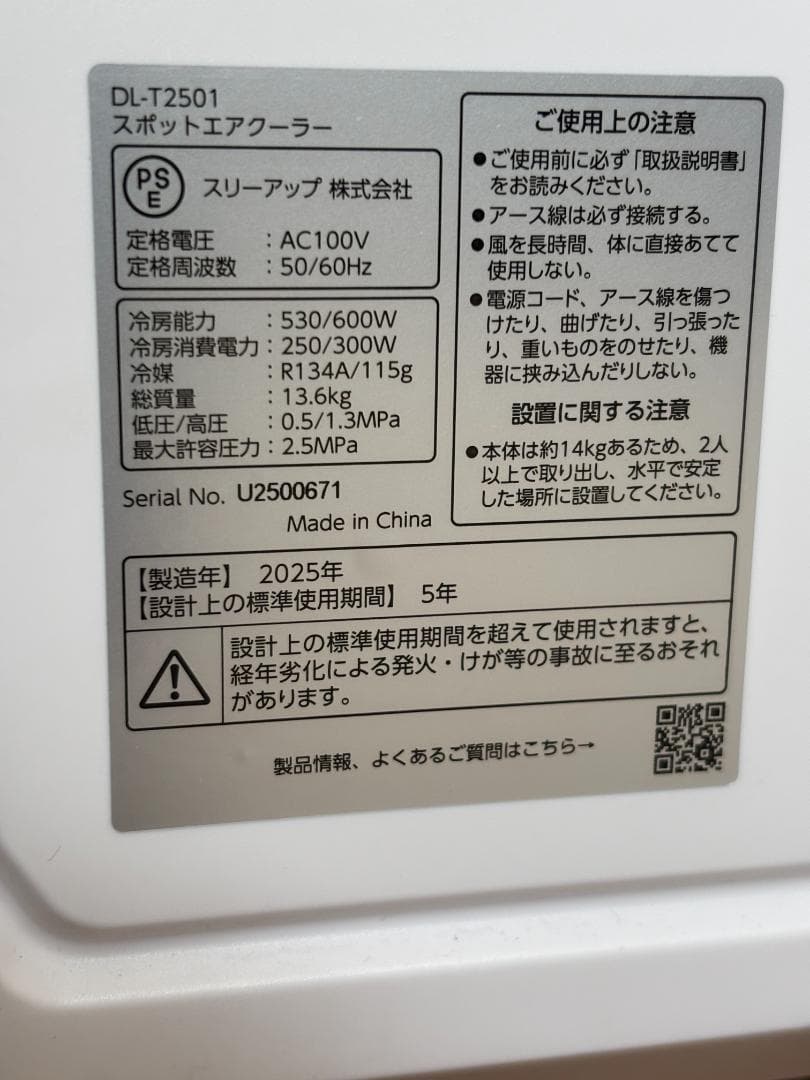 DL-T2501
スポットエアクーラー
PSE
スリーアップ 株式会社
定格電圧 : AC100V
定格周波数 : 50/60Hz
冷房能力 : 530/600W
冷房消費電力 : 250/300W
冷媒 : R134A/115g
総質量 : 13.6kg
低圧/高圧 : 0.5/1.3MPa
最大許容圧力 : 2.5MPa
Serial No. U2500671
Made in China
ご使用上の注意
●ご使用前に必ず「取扱説明書」
をお読みください。
●アース線は必ず接続する。
●風を長時間、体に直接あてて
使用しない。
●電源コード、アース線を傷つ
けたり、曲げたり、引っ張った
り、重いものをのせたり、機
器に挟み込んだりしない。
設置に関する注意
●本体は約14kgあるため、2人
以上で取り出し、水平で安定
した場所に設置してください。
【製造年】 2025年
【設計上の標準使用期間】 5年
設計上の標準使用期間を超えて使用されますと、
経年劣化による発火・けが等の事故に至るおそれ
があります。
製品情報、よくあるご質問はこちら→